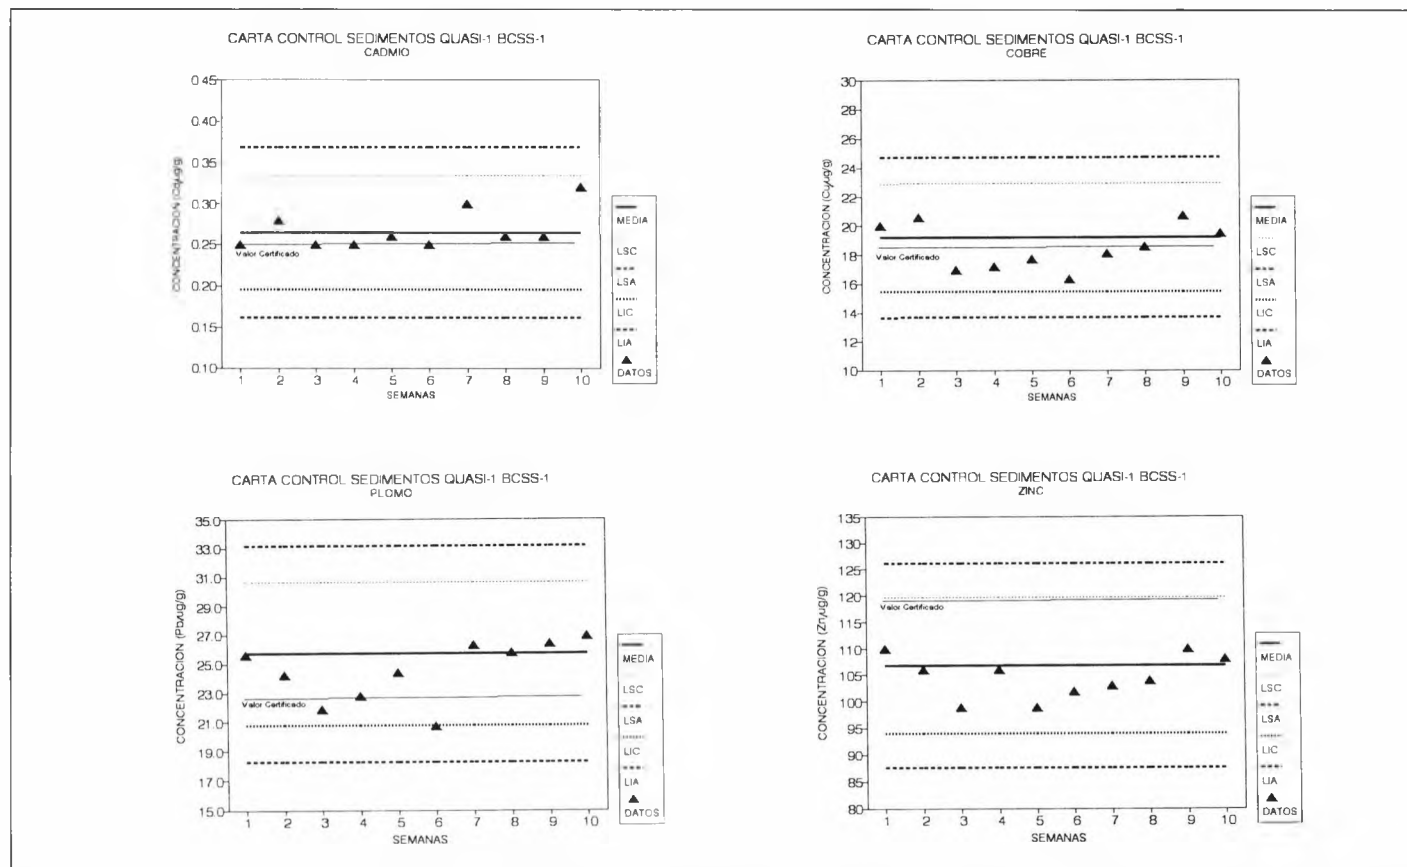 CARTA CONTROL SEDIMENTOS QUASI-1 BCSS-1
CADMIO
CONCENTRACION (Cd/µg/g)
0.45
0.40
0.35
0.30
0.25
0.20
0.15
0.10
Valor Certificado
1 2 3 4 5 6 7 8 9 10
SEMANAS
MEDIA
LSC
LSA
LIC
LIA
DATOS
CARTA CONTROL SEDIMENTOS QUASI-1 BCSS-1
COBRE
CONCENTRACION (Cu/µg/g)
30
28
26
24
22
20
18
16
14
12
10
Valor Certificado
1 2 3 4 5 6 7 8 9 10
SEMANAS
MEDIA
LSC
LSA
LIC
LIA
DATOS
CARTA CONTROL SEDIMENTOS QUASI-1 BCSS-1
PLOMO
CONCENTRACION (Pb/µg/g)
35.0
33.0
31.0
29.0
27.0
25.0
23.0
21.0
19.0
17.0
15.0
Valor Certificado
1 2 3 4 5 6 7 8 9 10
SEMANAS
MEDIA
LSC
LSA
LIC
LIA
DATOS
CARTA CONTROL SEDIMENTOS QUASI-1 BCSS-1
ZINC
CONCENTRACION (Zn/µg/g)
135
130
125
120
115
110
105
100
95
90
85
80
Valor Certificado
1 2 3 4 5 6 7 8 9 10
SEMANAS
MEDIA
LSC
LSA
LIC
LIA
DATOS